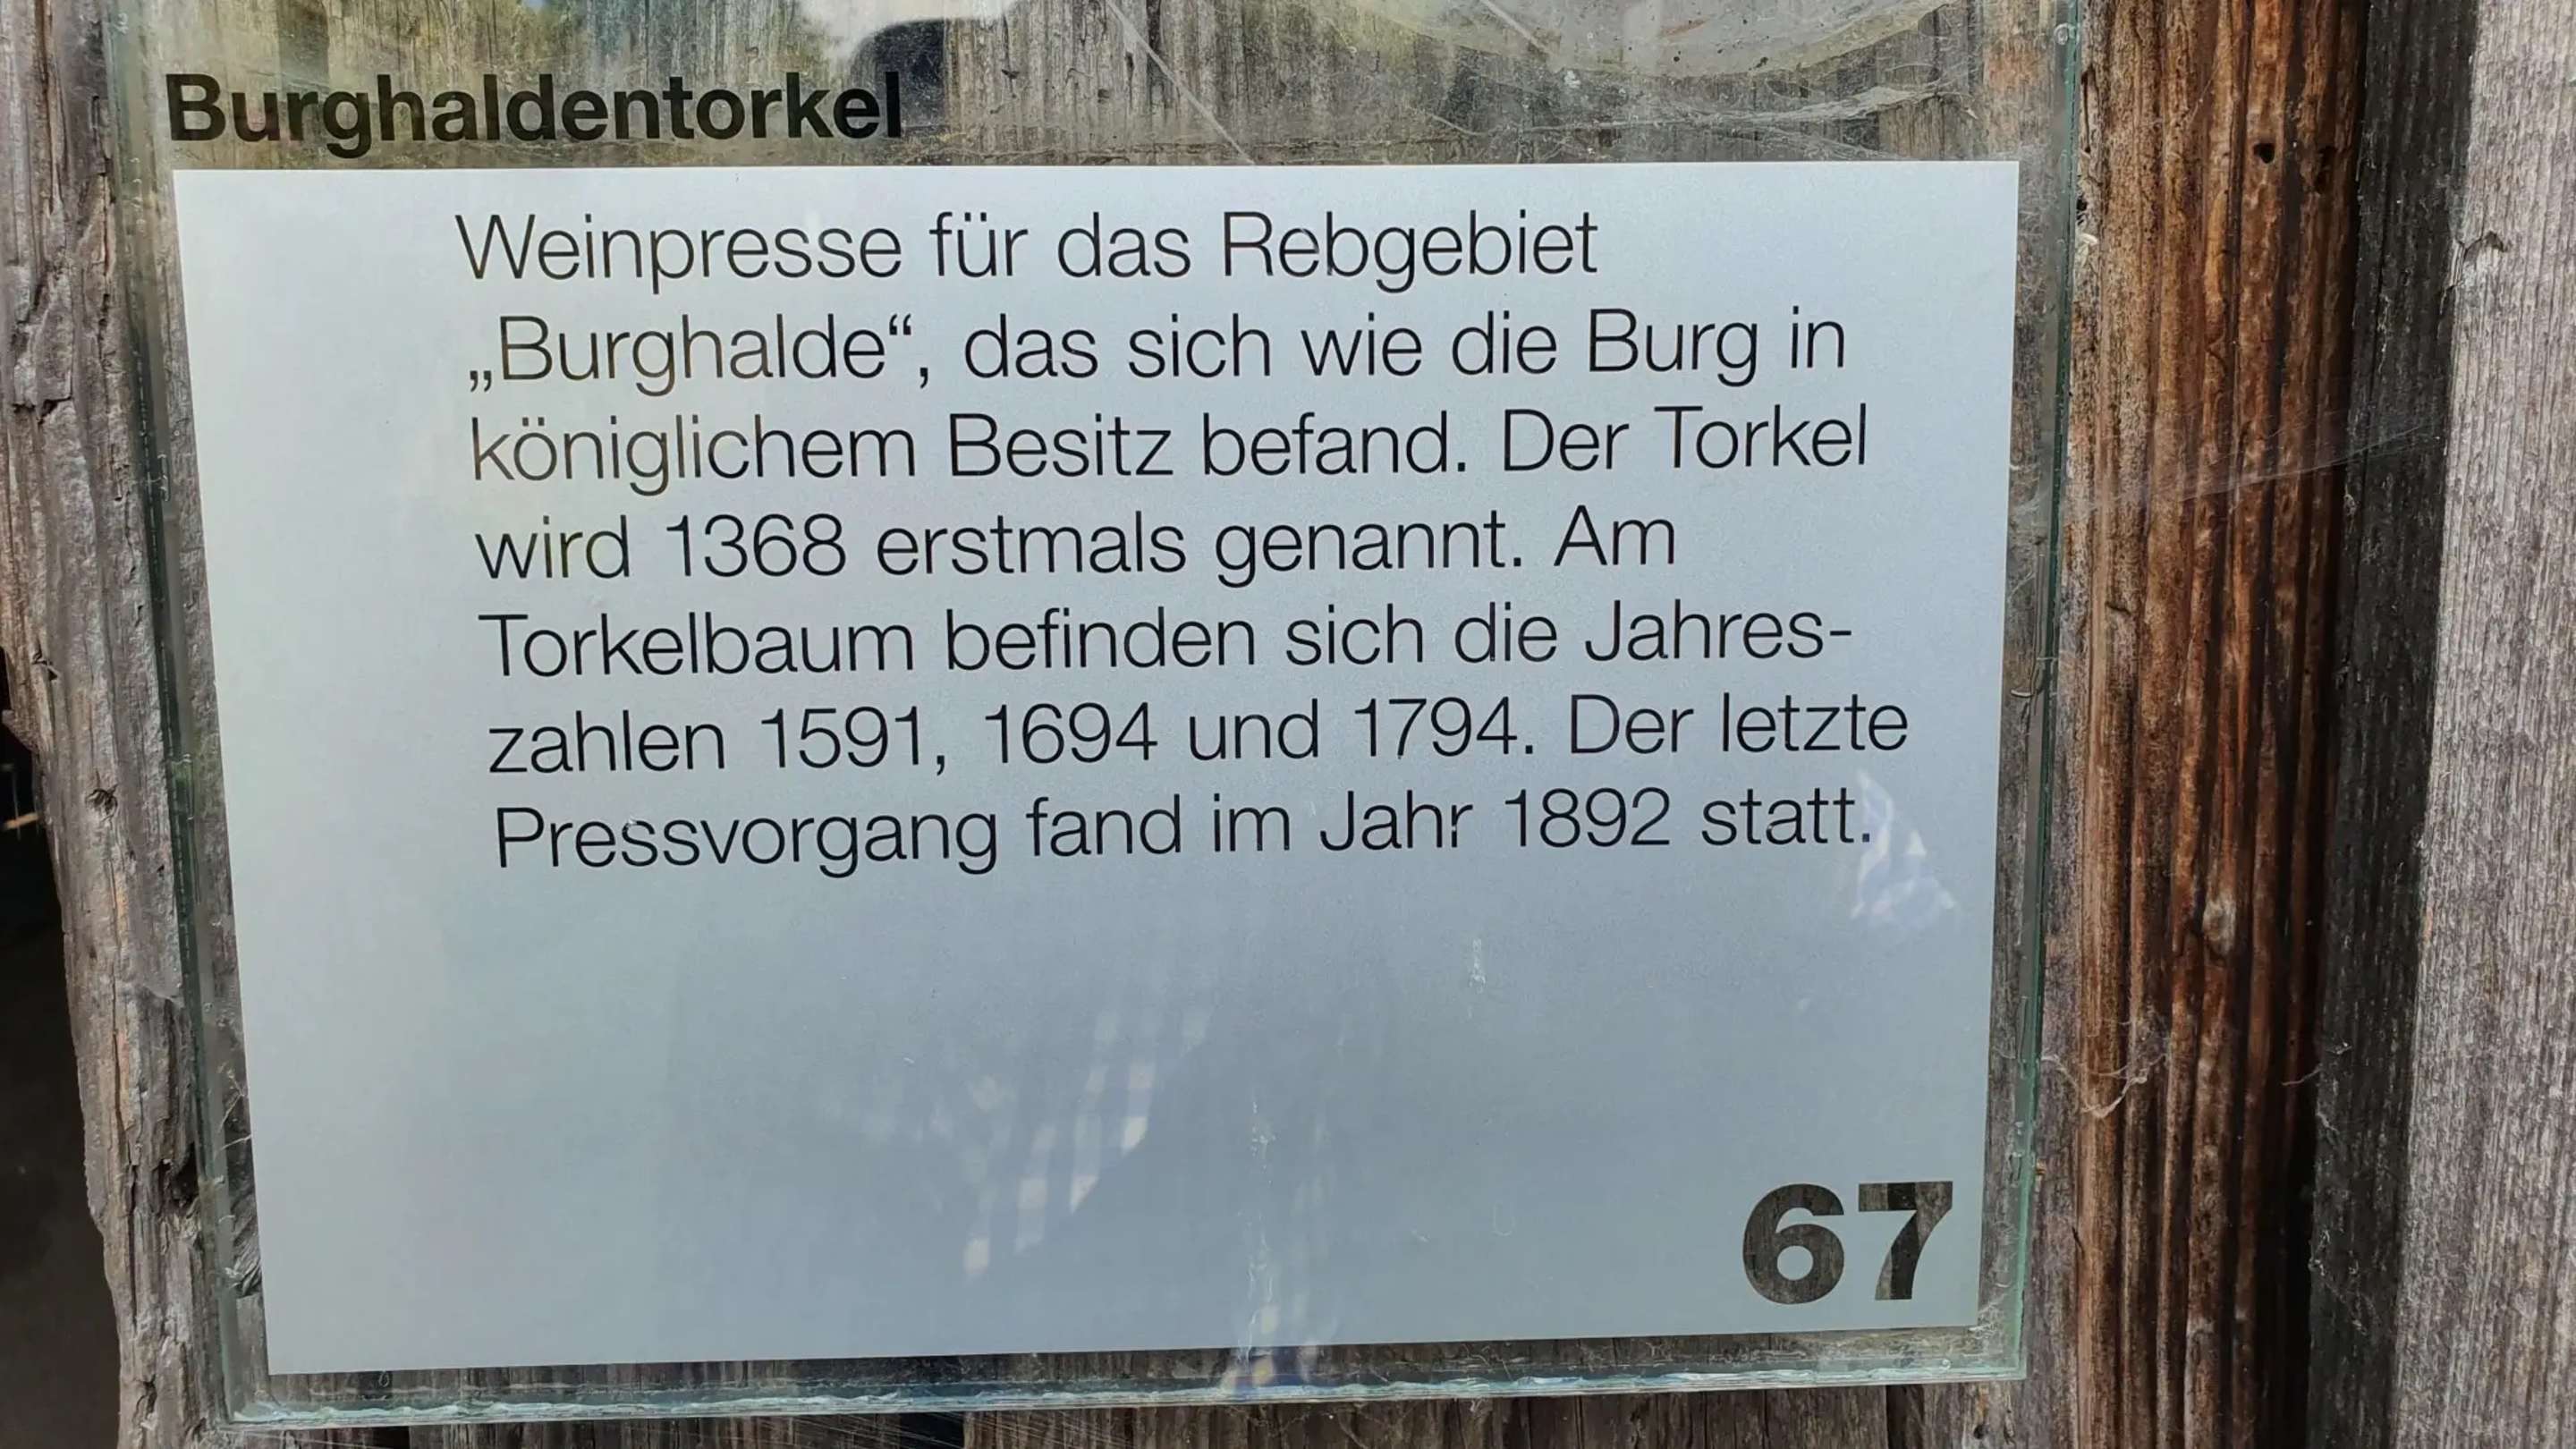 Burghaldentorkel
Weinpresse für das Rebgebiet
„Burghalde“, das sich wie die Burg in
königlichem Besitz befand. Der Torkel
wird 1368 erstmals genannt. Am
Torkelbaum befinden sich die Jahres-
zahlen 1591, 1694 und 1794. Der letzte
Pressvorgang fand im Jahr 1892 statt.
67